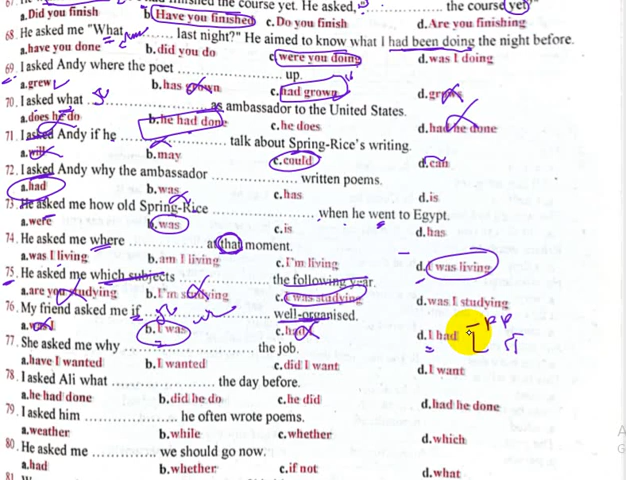 finished the course yet. He asked, " .......... the course yet?"
a.Did you finish b.Have you finished c.Do you finish d.Are you finishing
68. He asked me "What .......... last night?" He aimed to know what I had been doing the night before.
a.have you done b.did you do c.were you doing d.was I doing
69. I asked Andy where the poet .......... up.
a.grew b.has grown c.had grown
70. I asked what .......... as ambassador to the United States.
a.does he do b.he had done c.he does d.had he done
71. I asked Andy if he .......... talk about Spring-Rice's writing.
a.will b.may c.could d.can
72. I asked Andy why the ambassador .......... written poems.
a.had b.was c.has d.is
73. He asked me how old Spring-Rice .......... when he went to Egypt.
a.were b.was c.is d.has
74. He asked me where .......... at that moment.
a.was I living b.am I living c.I'm living d.I was living
75. He asked me which subjects .......... the following year.
a.are you studying b.I'm studying c.I was studying d.was I studying
76. My friend asked me if .......... well-organised.
b.I was c.had d.I had PP
77. She asked me why .......... the job.
a.have I wanted b.I wanted c.did I want d.I want
78. I asked Ali what .......... the day before.
a.he had done b.did he do c.he did d.had he done
79. I asked him .......... he often wrote poems.
a.weather b.while c.whether d.which
80. He asked me .......... we should go now.
a.had b.whether c.if not d.what